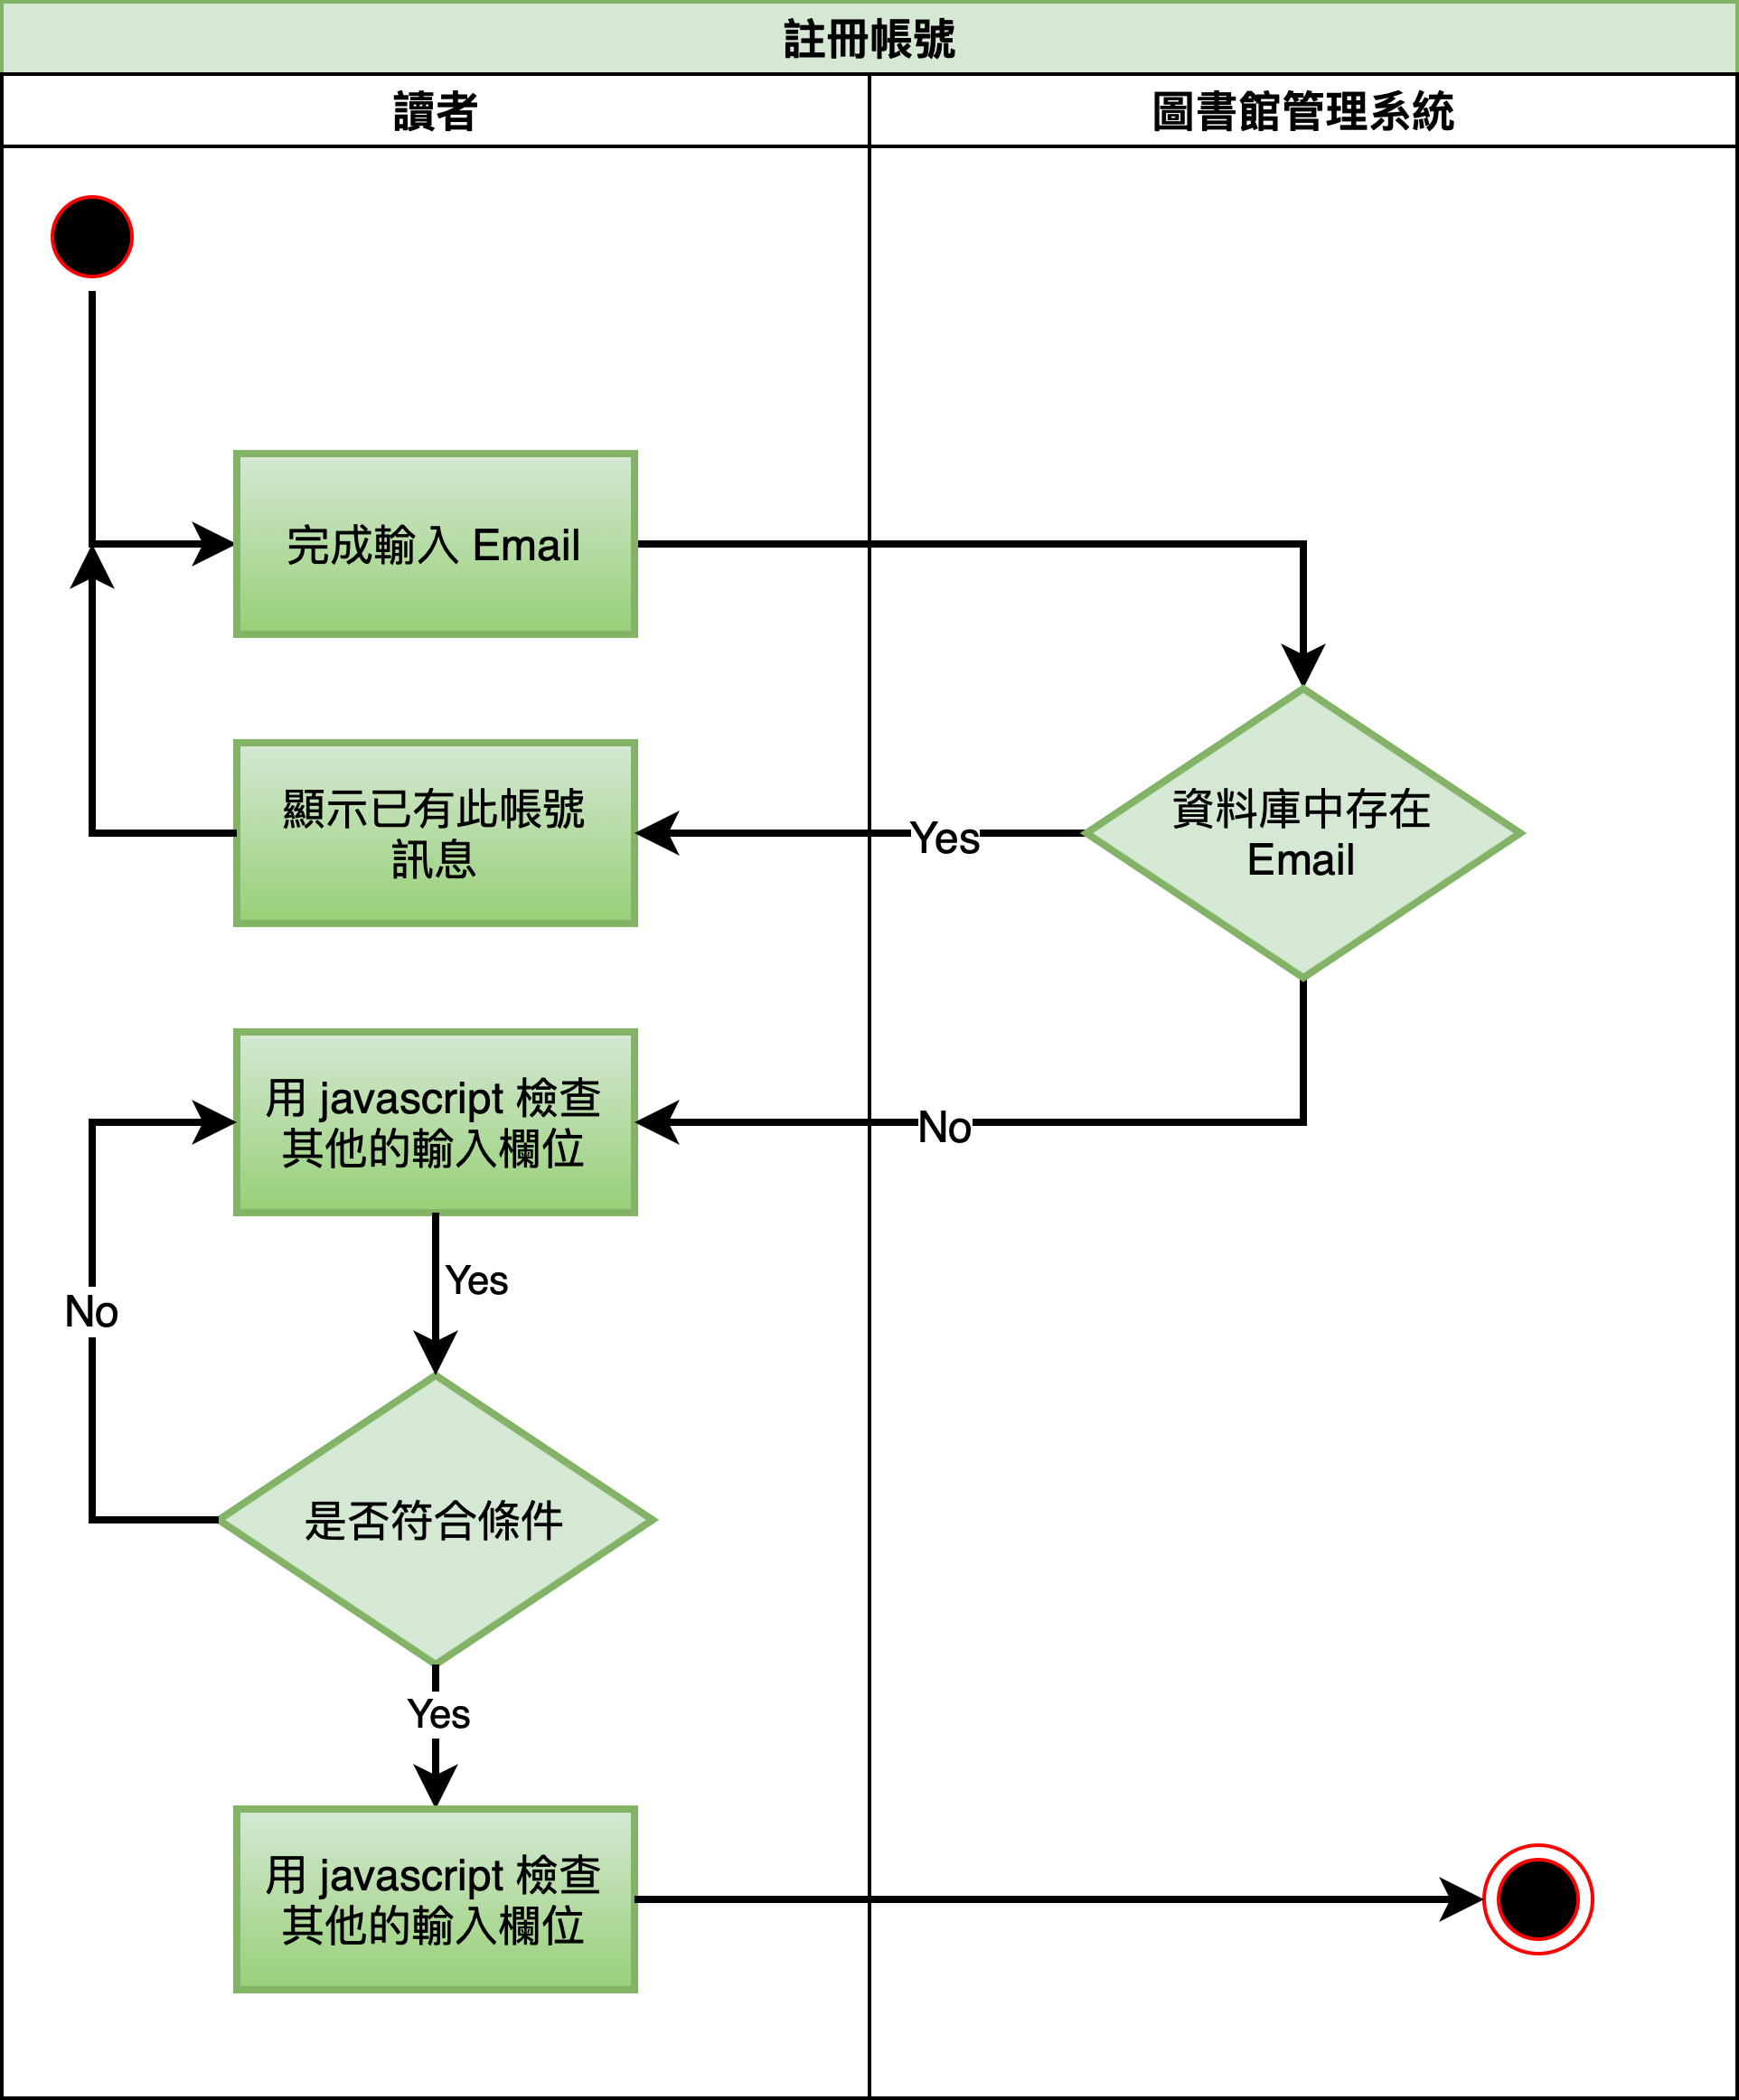 註冊帳號
讀者
圖書館管理系統
完成輸入 Email
顯示已有此帳號
訊息
Yes
資料庫中存在
Email
用 javascript 檢查
其他的輸入欄位
No
Yes
No
是否符合條件
Yes
用 javascript 檢查
其他的輸入欄位